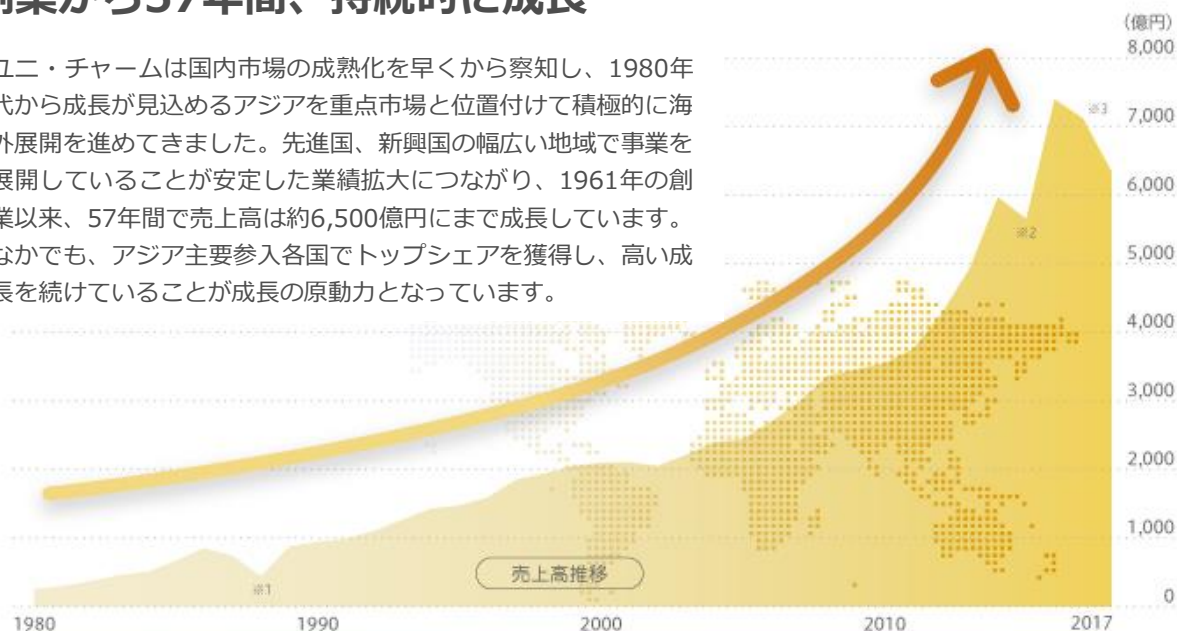 創業から57年間、持続的に成長
ユニ・チャームは国内市場の成熟化を早くから察知し、1980年
代から成長が見込めるアジアを重点市場と位置付けて積極的に海
外展開を進めてきました。先進国、新興国の幅広い地域で事業を
展開していることが安定した業績拡大につながり、1961年の創
業以来、57年間で売上高は約6,500億円にまで成長しています。
なかでも、アジア主要参入各国でトップシェアを獲得し、高い成
長を続けていることが成長の原動力となっています。
(億円)
8,000
7,000
6,000
5,000
4,000
3,000
2,000
1,000
0
※3
※2
※1
売上高推移
1980
1990
2000
2010
2017